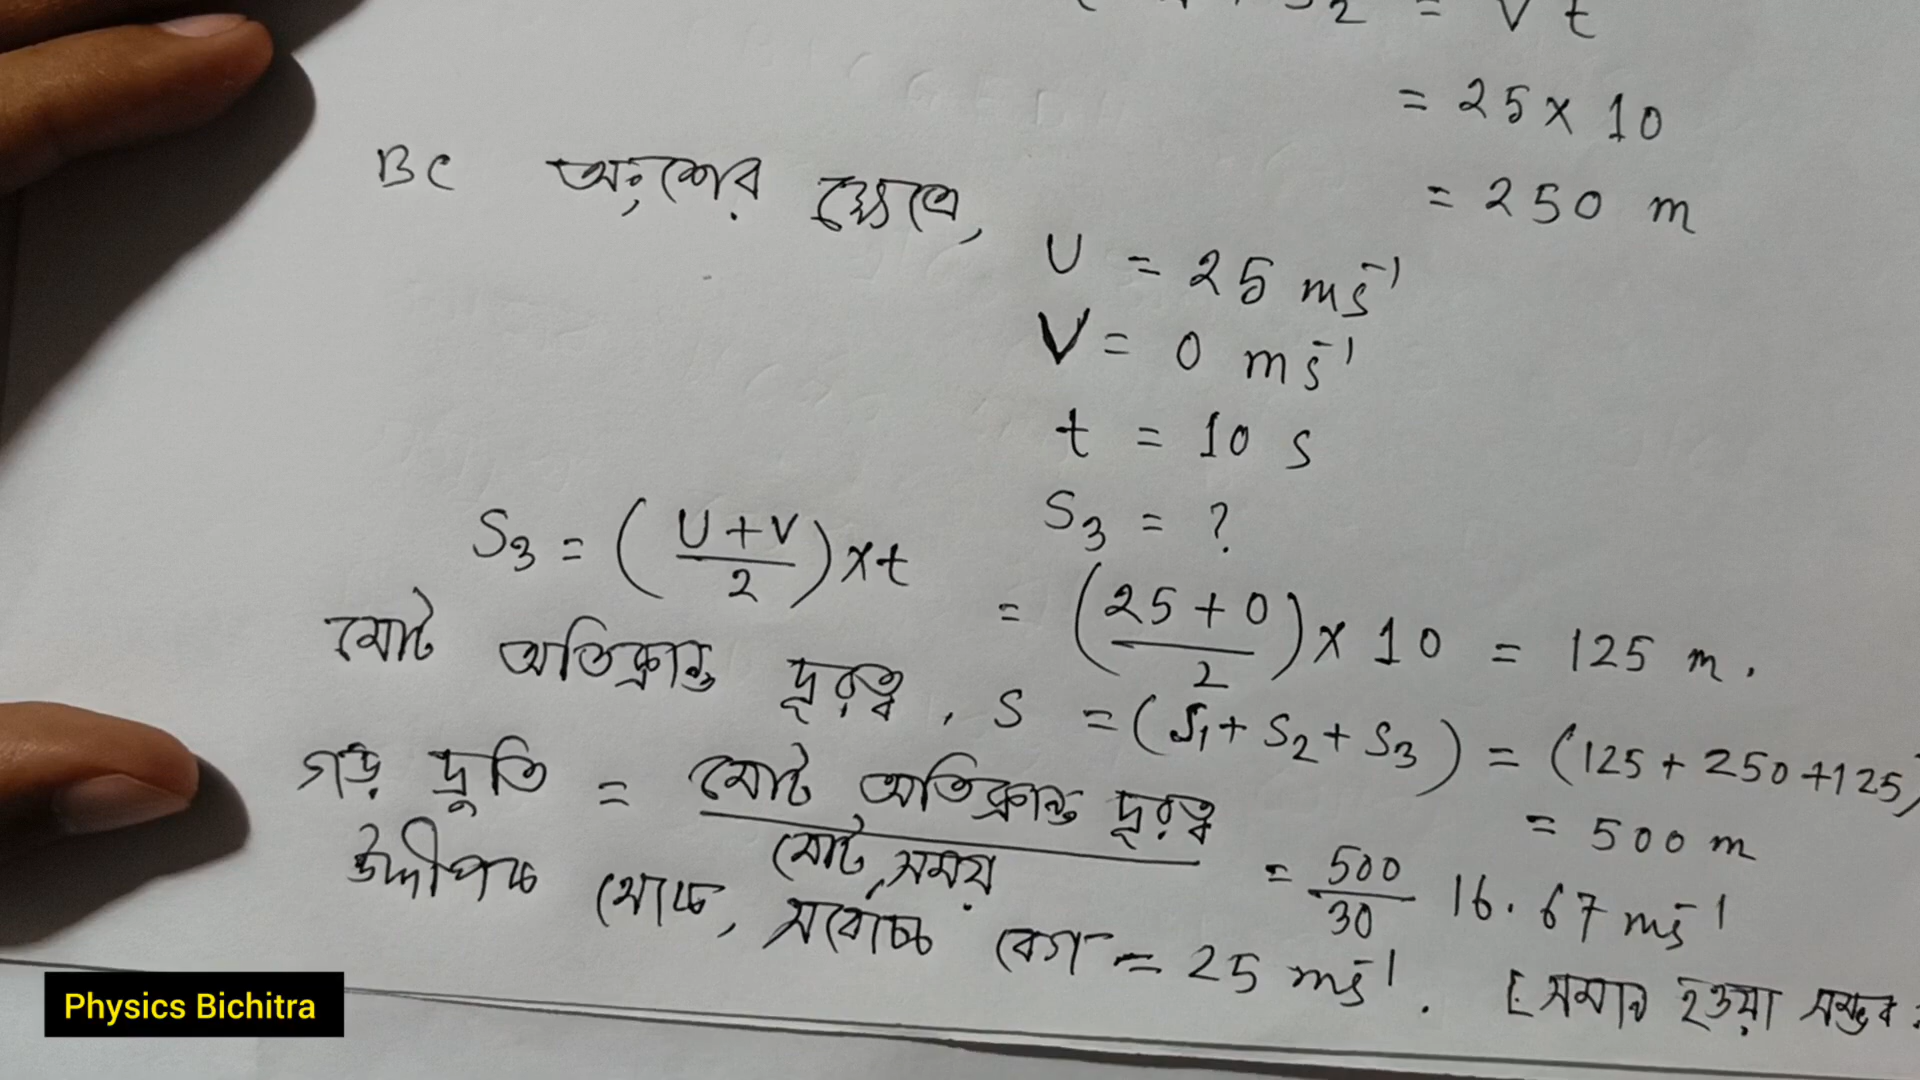 S₂ = Vt
= 25 × 10
= 250 m
BC অংশের ক্ষেত্রে,
U = 25 ms⁻¹
V = 0 ms⁻¹
t = 10 s
S₃ = ?
S₃ = (U+V/2) × t = (25+0/2) × 10 = 125 m.
মোট অতিক্রান্ত দূরত্ব, S = (S₁ + S₂ + S₃) = (125 + 250 + 125)
= 500 m
গড় দ্রুতি = মোট অতিক্রান্ত দূরত্ব/মোট সময় = 500/30 16.67 ms⁻¹
উদ্দীপক থেকে, সর্বোচ্চ বেগ = 25 ms⁻¹. [সমান হওয়া সম্ভব
Physics Bichitra